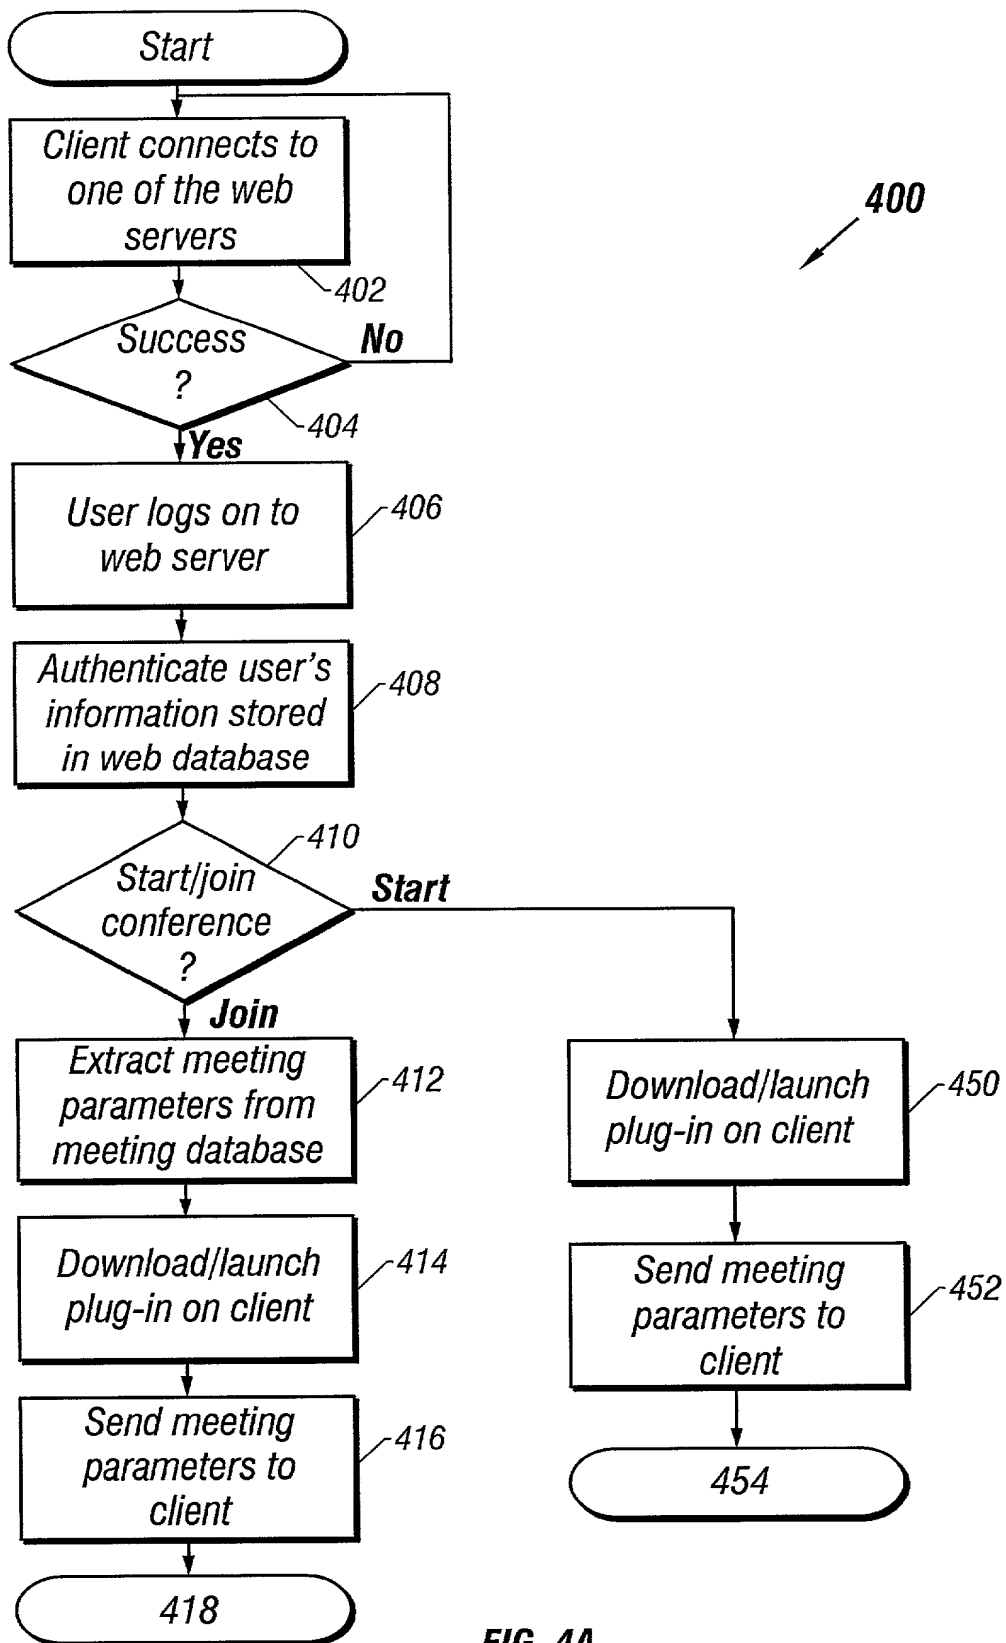 Start
Client connects to
one of the web
servers
400
402
Success
?
No
404
Yes
User logs on to
web server
406
Authenticate user's
information stored
in web database
408
410
Start/join
conference
?
Start
Join
Extract meeting
parameters from
meeting database
412
Download/launch
plug-in on client
414
Send meeting
parameters to
client
416
418
Download/launch
plug-in on client
450
Send meeting
parameters to
client
452
454
FIG. 4A